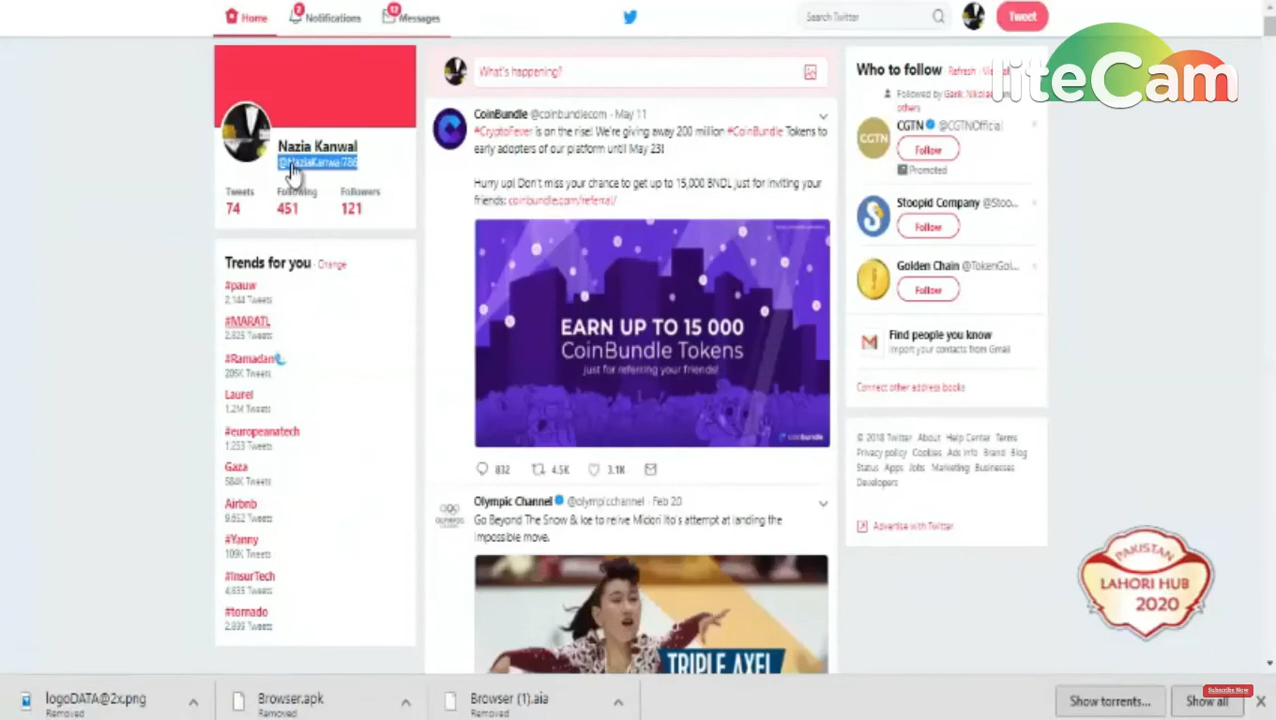 Home
2
Notifications
12
Messages
Search Twitter
Tweet
liteCam
Nazia Kanwal
Tweets
Following
Followers
74
451
121
Trends for you · Change
#pauw
2,144 Tweets
#MARATL
2,825 Tweets
#Ramadan
205K Tweets
Laurel
1.2M Tweets
#europeanatech
1,253 Tweets
Gaza
584K Tweets
Airbnb
9,652 Tweets
#Yanny
109K Tweets
#InsurTech
4,835 Tweets
#tornado
2,899 Tweets
What's happening?
CoinBundle @coinbundlecom · May 11
#CryptoFever is on the rise! We're giving away 200 million #CoinBundle Tokens to
early adopters of our platform until May 23!
Hurry up! Don't miss your chance to get up to 15,000 BNDL just for inviting your
friends: coinbundle.com/referral/
EARN UP TO 15 000
CoinBundle Tokens
just for referring your friends!
coinbundle
832
4.5K
3.1K
Olympic Channel @olympicchannel · Feb 20
Go Beyond The Snow & Ice to relive Midori Ito's attempt at landing the
impossible move.
TRIPLE AXEL
Who to follow · Refresh ·
Followed by Garik
others
CGTN @CGTNOfficial
CGTN
Follow
Promoted
Stoopid Company @Stoo...
Follow
Golden Chain @TokenGol...
Follow
Find people you know
Import your contacts from Gmail
Connect other address books
© 2018 Twitter About Help Center Terms
Privacy policy Cookies Ads info Brand Blog
Status Apps Jobs Marketing Businesses
Developers
Advertise with Twitter
PAKISTAN
LAHORI HUB
2020
logoDATA@2x.png
Removed
Browser.apk
Removed
Browser (1).aia
Removed
Show torrents...
Show all
Subscribe Now